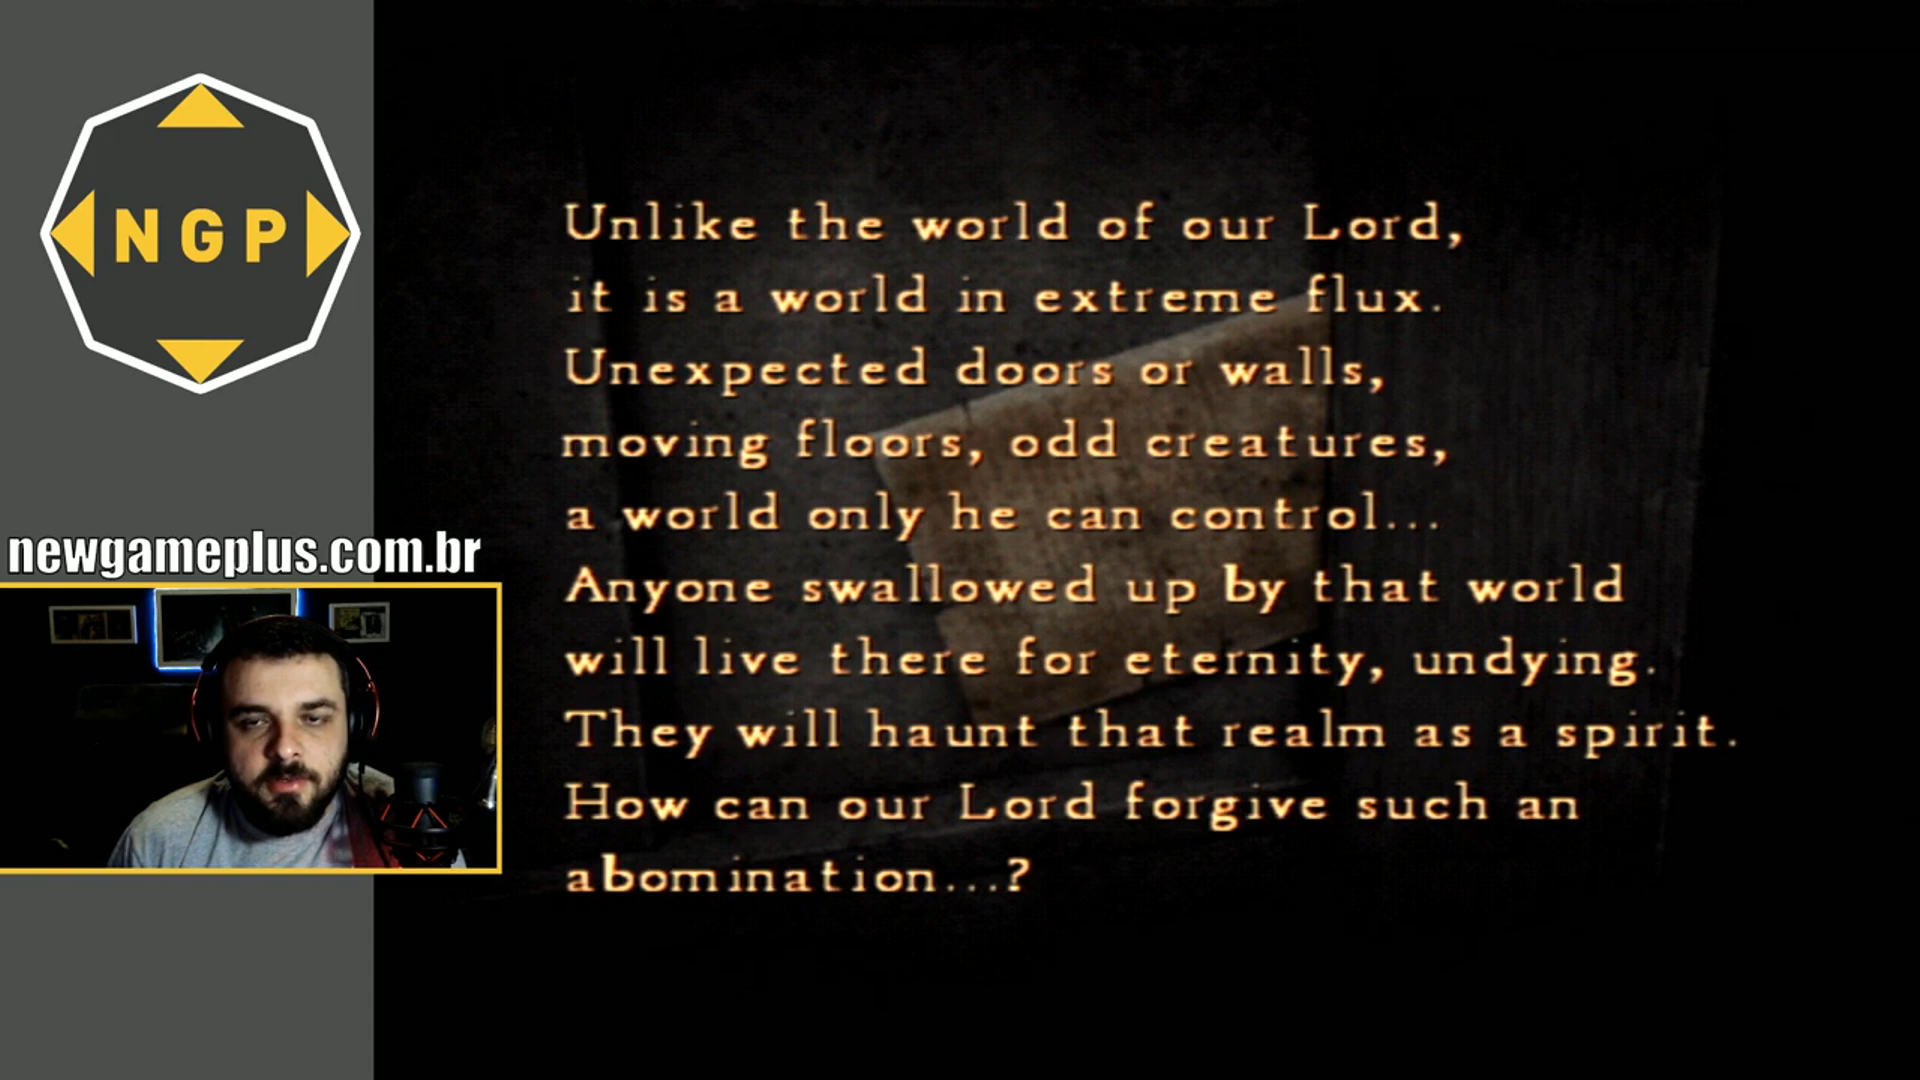 NGP
newgameplus.com.br
Unlike the world of our Lord,
it is a world in extreme flux.
Unexpected doors or walls,
moving floors, odd creatures,
a world only he can control...
Anyone swallowed up by that world
will live there for eternity, undying.
They will haunt that realm as a spirit.
How can our Lord forgive such an
abomination...?